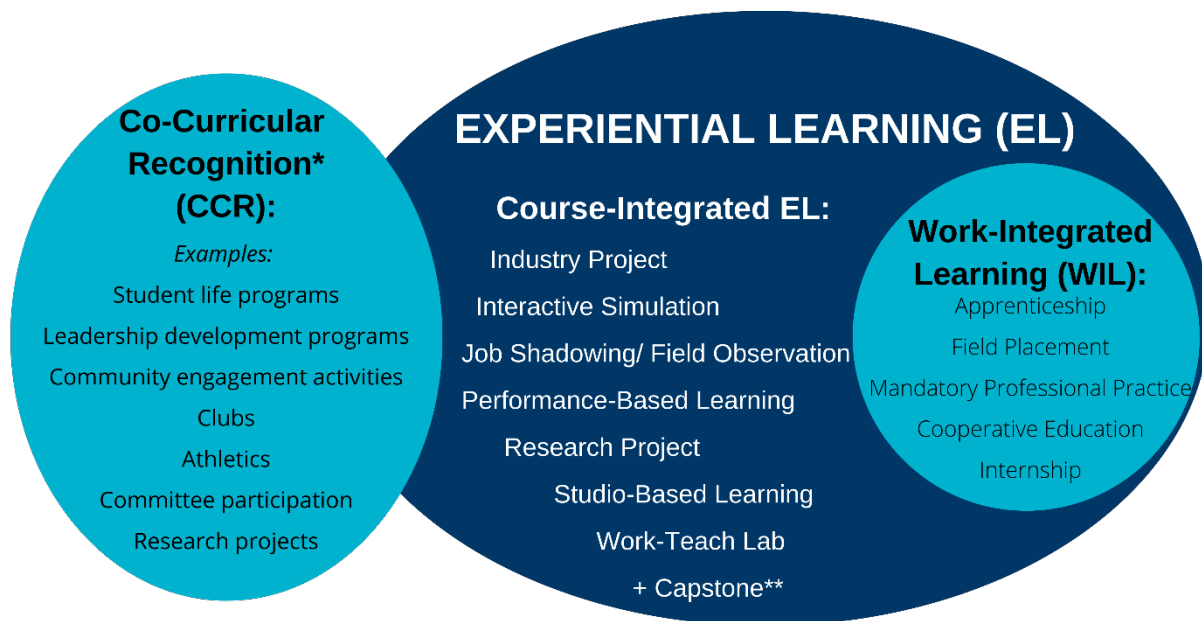 Co-Curricular
Recognition*
(CCR):
Examples:
Student life programs
Leadership development programs
Community engagement activities
Clubs
Athletics
Committee participation
Research projects
EXPERIENTIAL LEARNING (EL)
Course-Integrated EL:
Industry Project
Interactive Simulation
Job Shadowing/ Field Observation
Performance-Based Learning
Research Project
Studio-Based Learning
Work-Teach Lab
+ Capstone**
Work-Integrated
Learning (WIL):
Apprenticeship
Field Placement
Mandatory Professional Practice
Cooperative Education
Internship